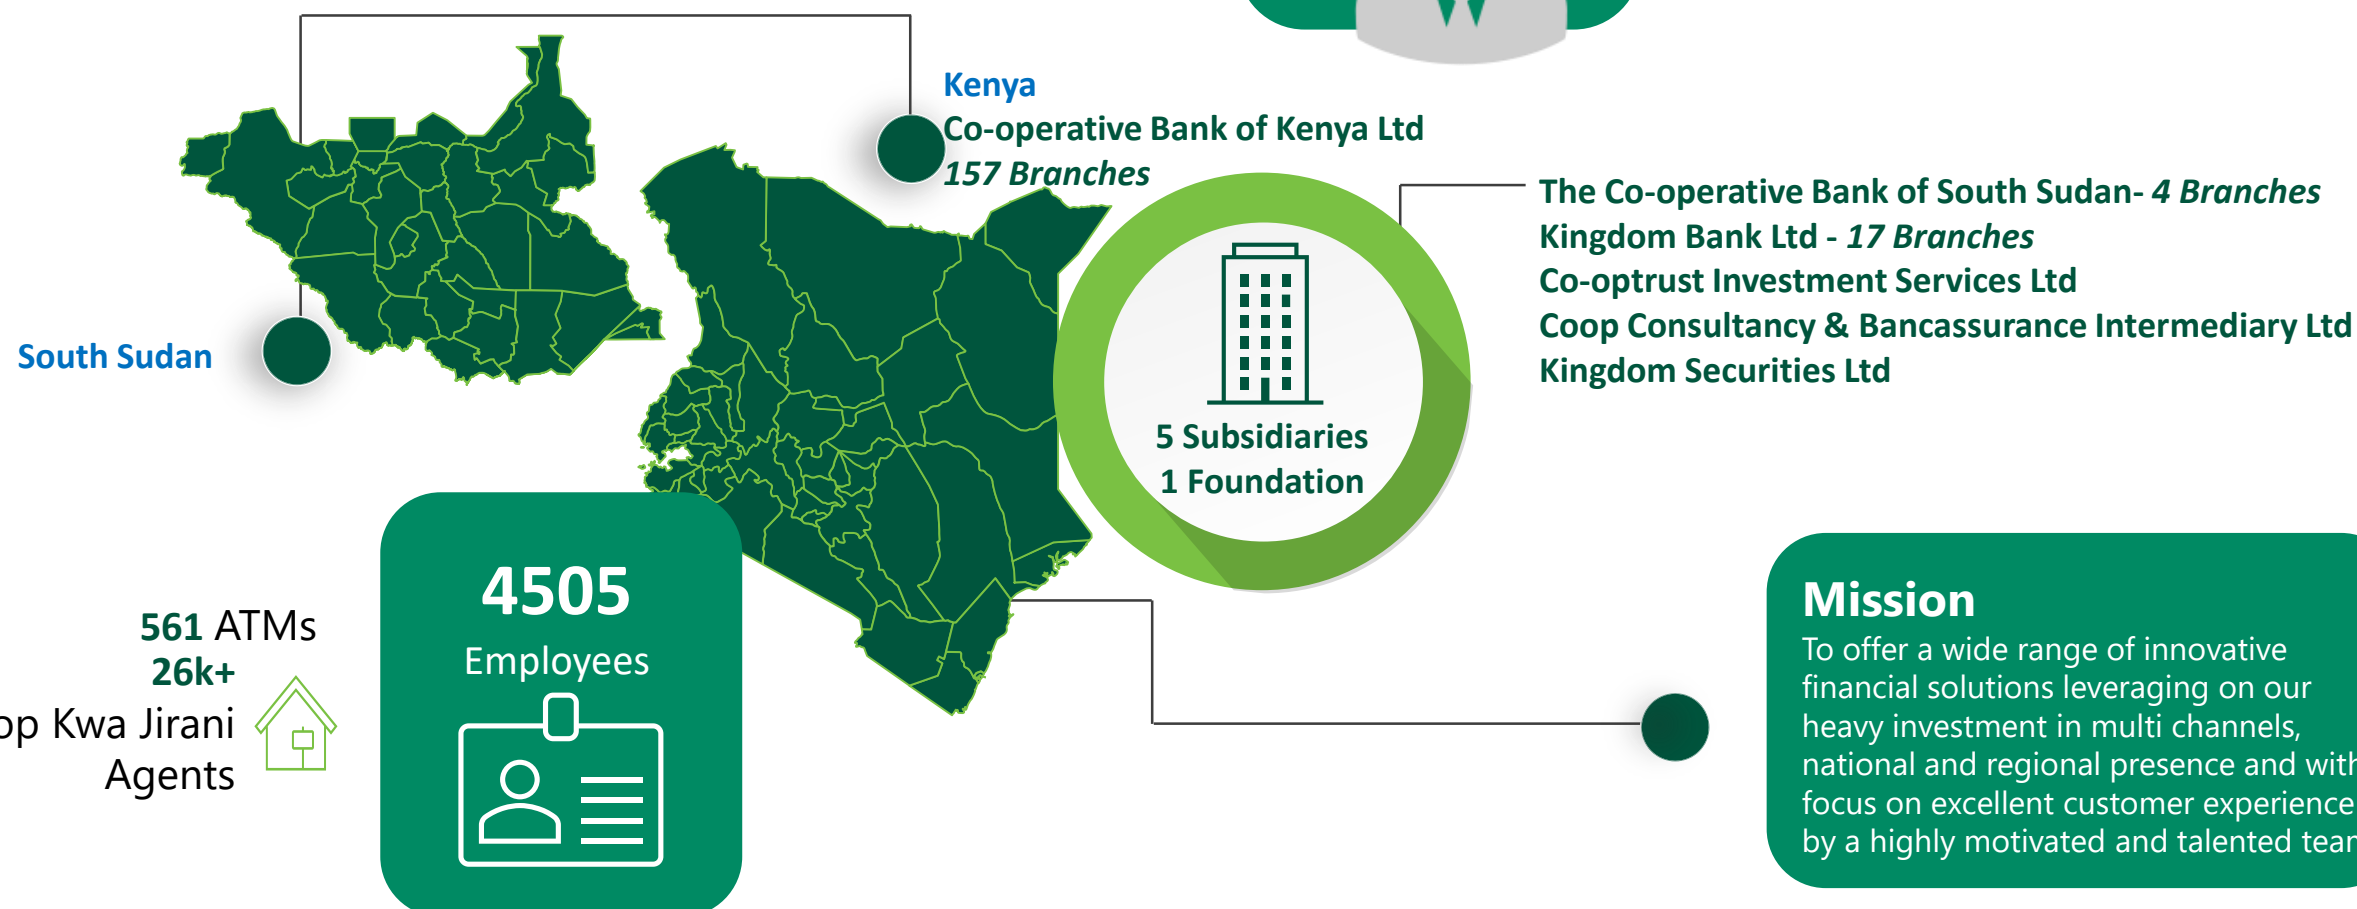 Kenya
Co-operative Bank of Kenya Ltd
157 Branches
The Co-operative Bank of South Sudan- 4 Branches
Kingdom Bank Ltd - 17 Branches
Co-optrust Investment Services Ltd
Coop Consultancy & Bancassurance Intermediary Ltd
Kingdom Securities Ltd
South Sudan
5 Subsidiaries
1 Foundation
4505
Employees
561 ATMs
26k+
Kwa Jirani
Agents
Mission
To offer a wide range of innovative
financial solutions leveraging on our
heavy investment in multi channels,
national and regional presence and with
focus on excellent customer experience
by a highly motivated and talented team